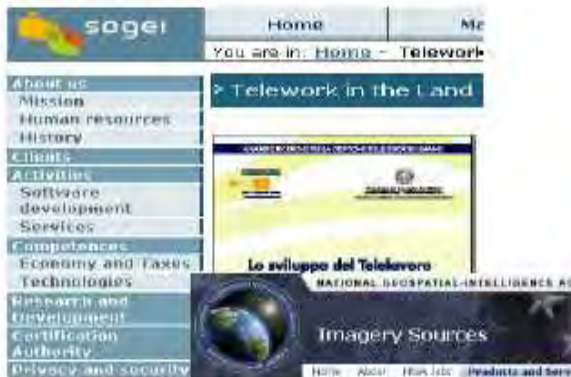 sogei
Home
You are in: Home - Telework
> Telework in the Land
About us
Mission
Human resources
History
Clients
Activities
Software
development
Services
Competences
Economy and Taxes
Technologies
Research and
Development
Certification
Authority
Privacy and security
Lo sviluppo del Telelavoro
NATIONAL GEOSPATIAL-INTELLIGENCE
Imagery Sources
Home About NGA Jobs Products and Serv